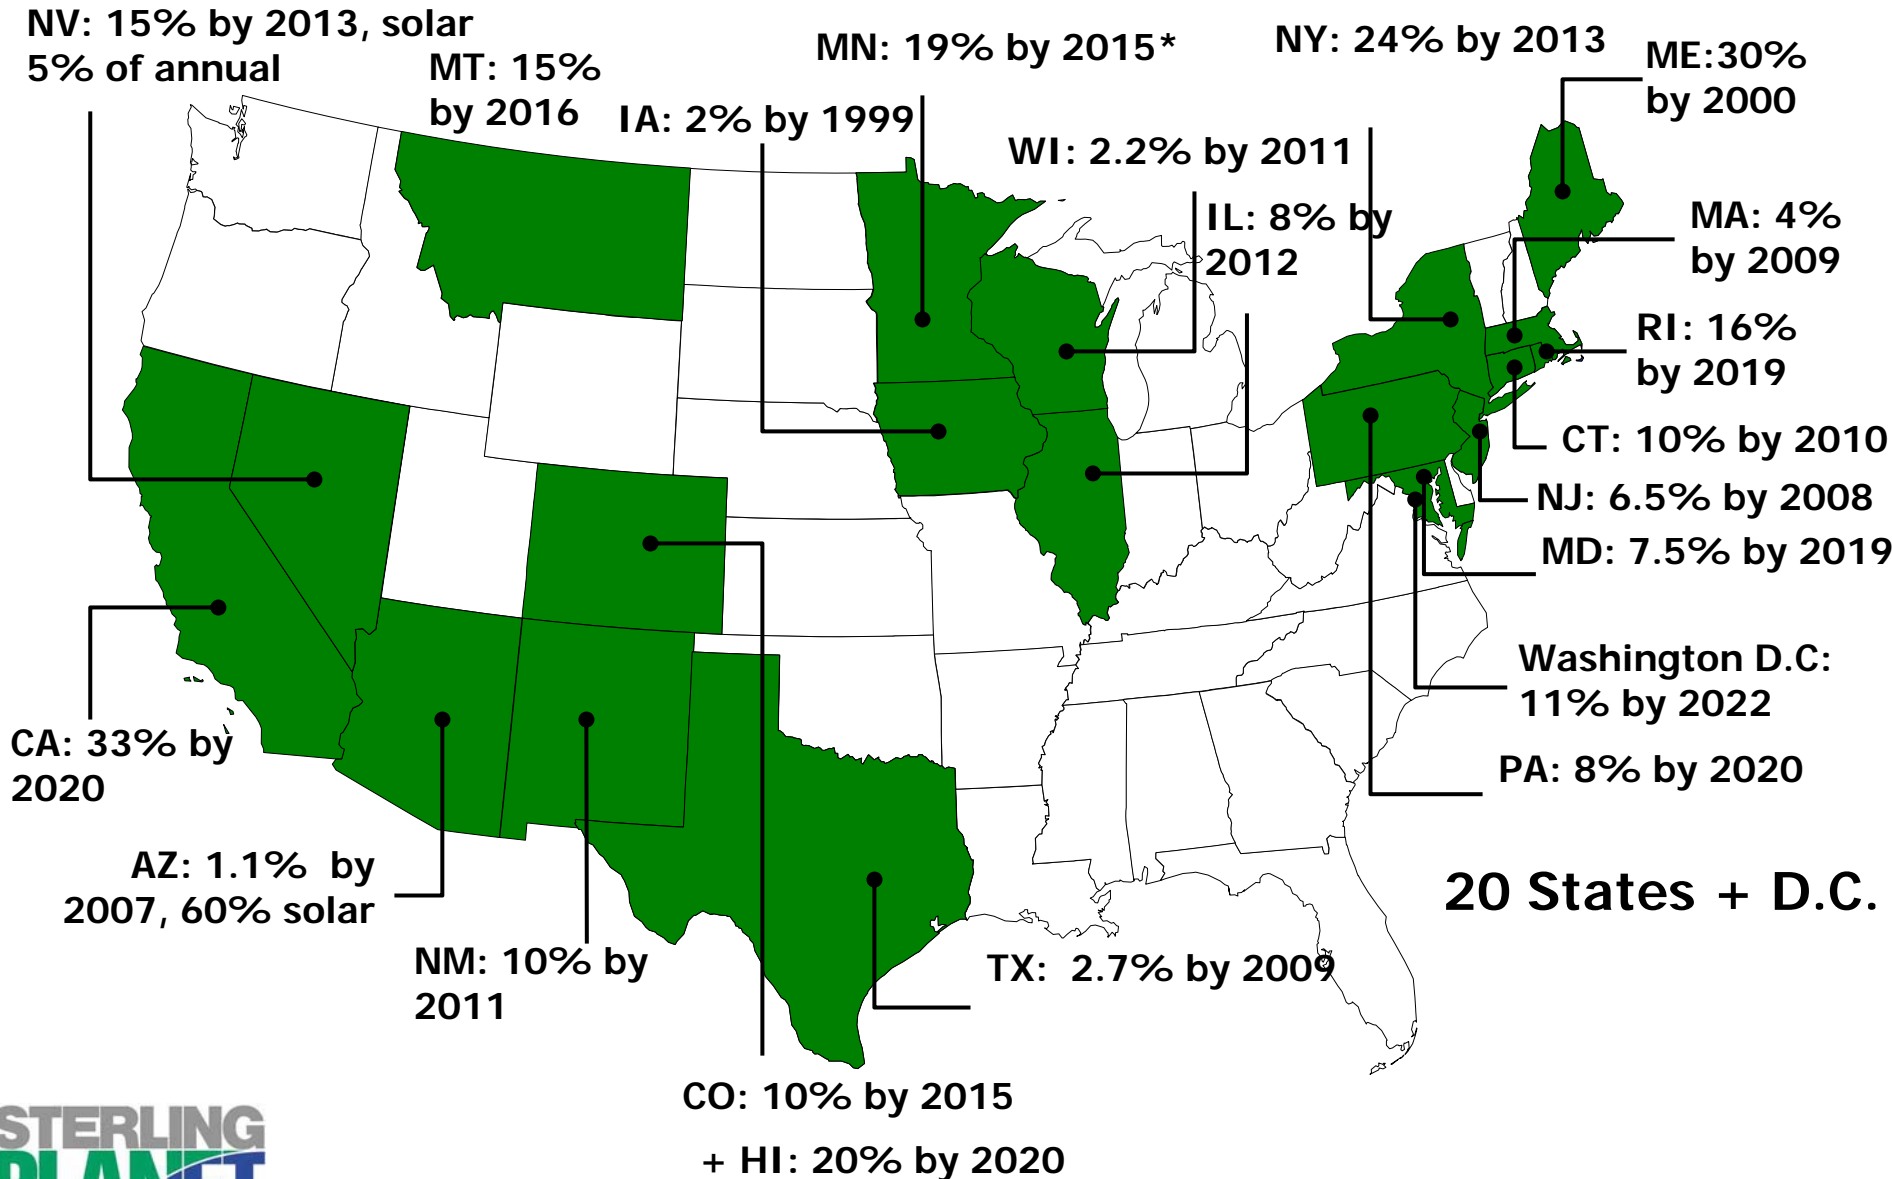 NV: 15% by 2013, solar
5% of annual
MT: 15%
by 2016
IA: 2% by 1999
MN: 19% by 2015*
WI: 2.2% by 2011
IL: 8% by
2012
NY: 24% by 2013
ME:30%
by 2000
MA: 4%
by 2009
RI: 16%
by 2019
CT: 10% by 2010
NJ: 6.5% by 2008
MD: 7.5% by 2019
Washington D.C:
11% by 2022
PA: 8% by 2020
20 States + D.C.
CA: 33% by
2020
AZ: 1.1%  by
2007, 60% solar
NM: 10% by
2011
TX:  2.7% by 2009
CO: 10% by 2015
+ HI: 20% by 2020
STERLING
PLANET